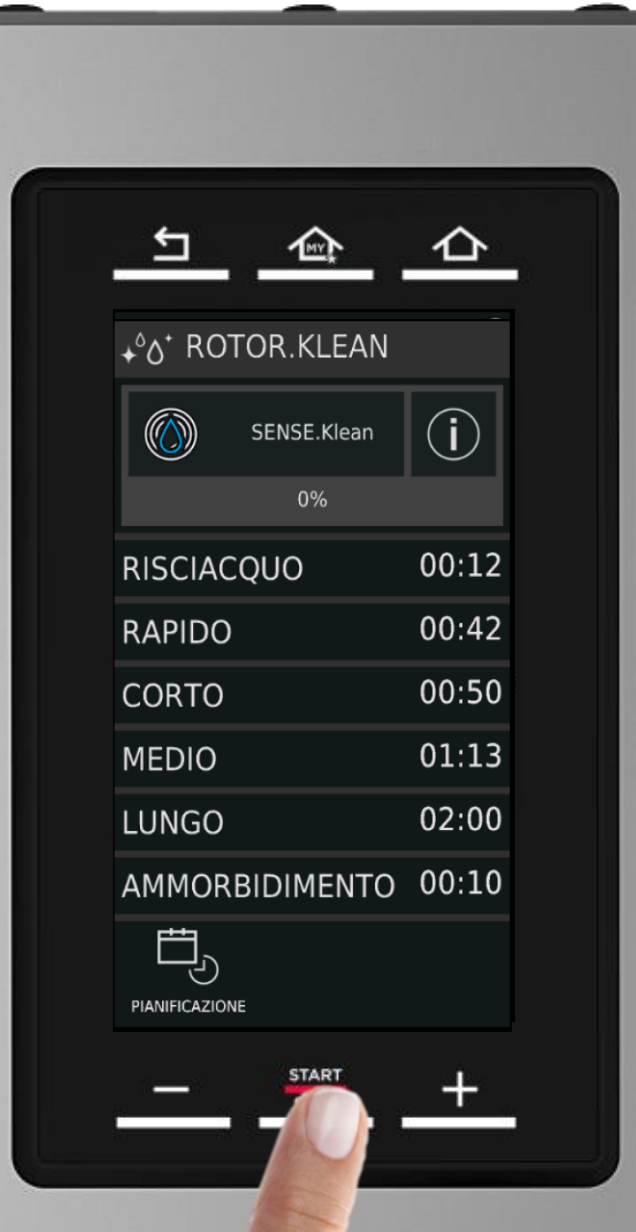 MY
ROTOR.KLEAN
SENSE.Klean
i
0%
RISCIACQUO 00:12
RAPIDO 00:42
CORTO 00:50
MEDIO 01:13
LUNGO 02:00
AMMORBIDIMENTO 00:10
PIANIFICAZIONE
START